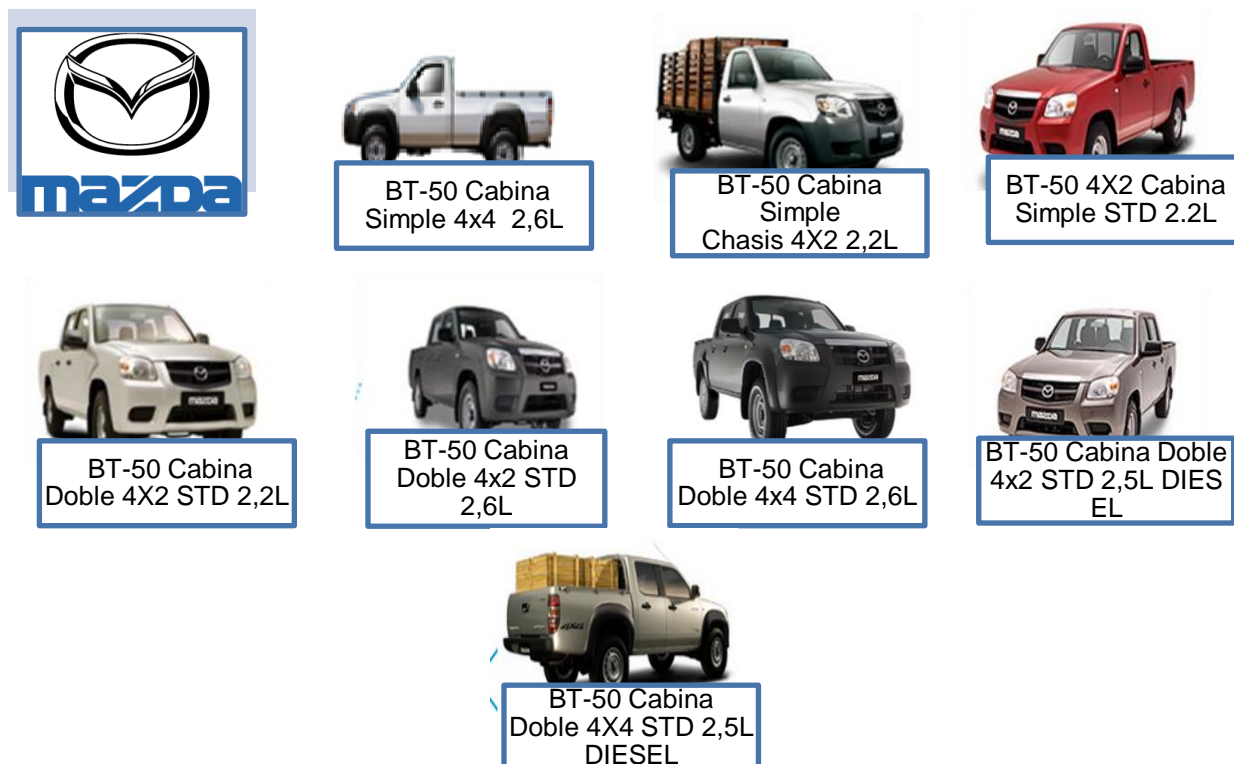 mazda
BT-50 Cabina
Simple 4x4 2,6L
BT-50 Cabina
Simple
Chasis 4X2 2,2L
BT-50 4X2 Cabina
Simple STD 2.2L
BT-50 Cabina
Doble 4X2 STD 2,2L
BT-50 Cabina
Doble 4x2 STD
2,6L
BT-50 Cabina
Doble 4x4 STD 2,6L
BT-50 Cabina Doble
4x2 STD 2,5L DIES
EL
4x4
BT-50 Cabina
Doble 4X4 STD 2,5L
DIESEL